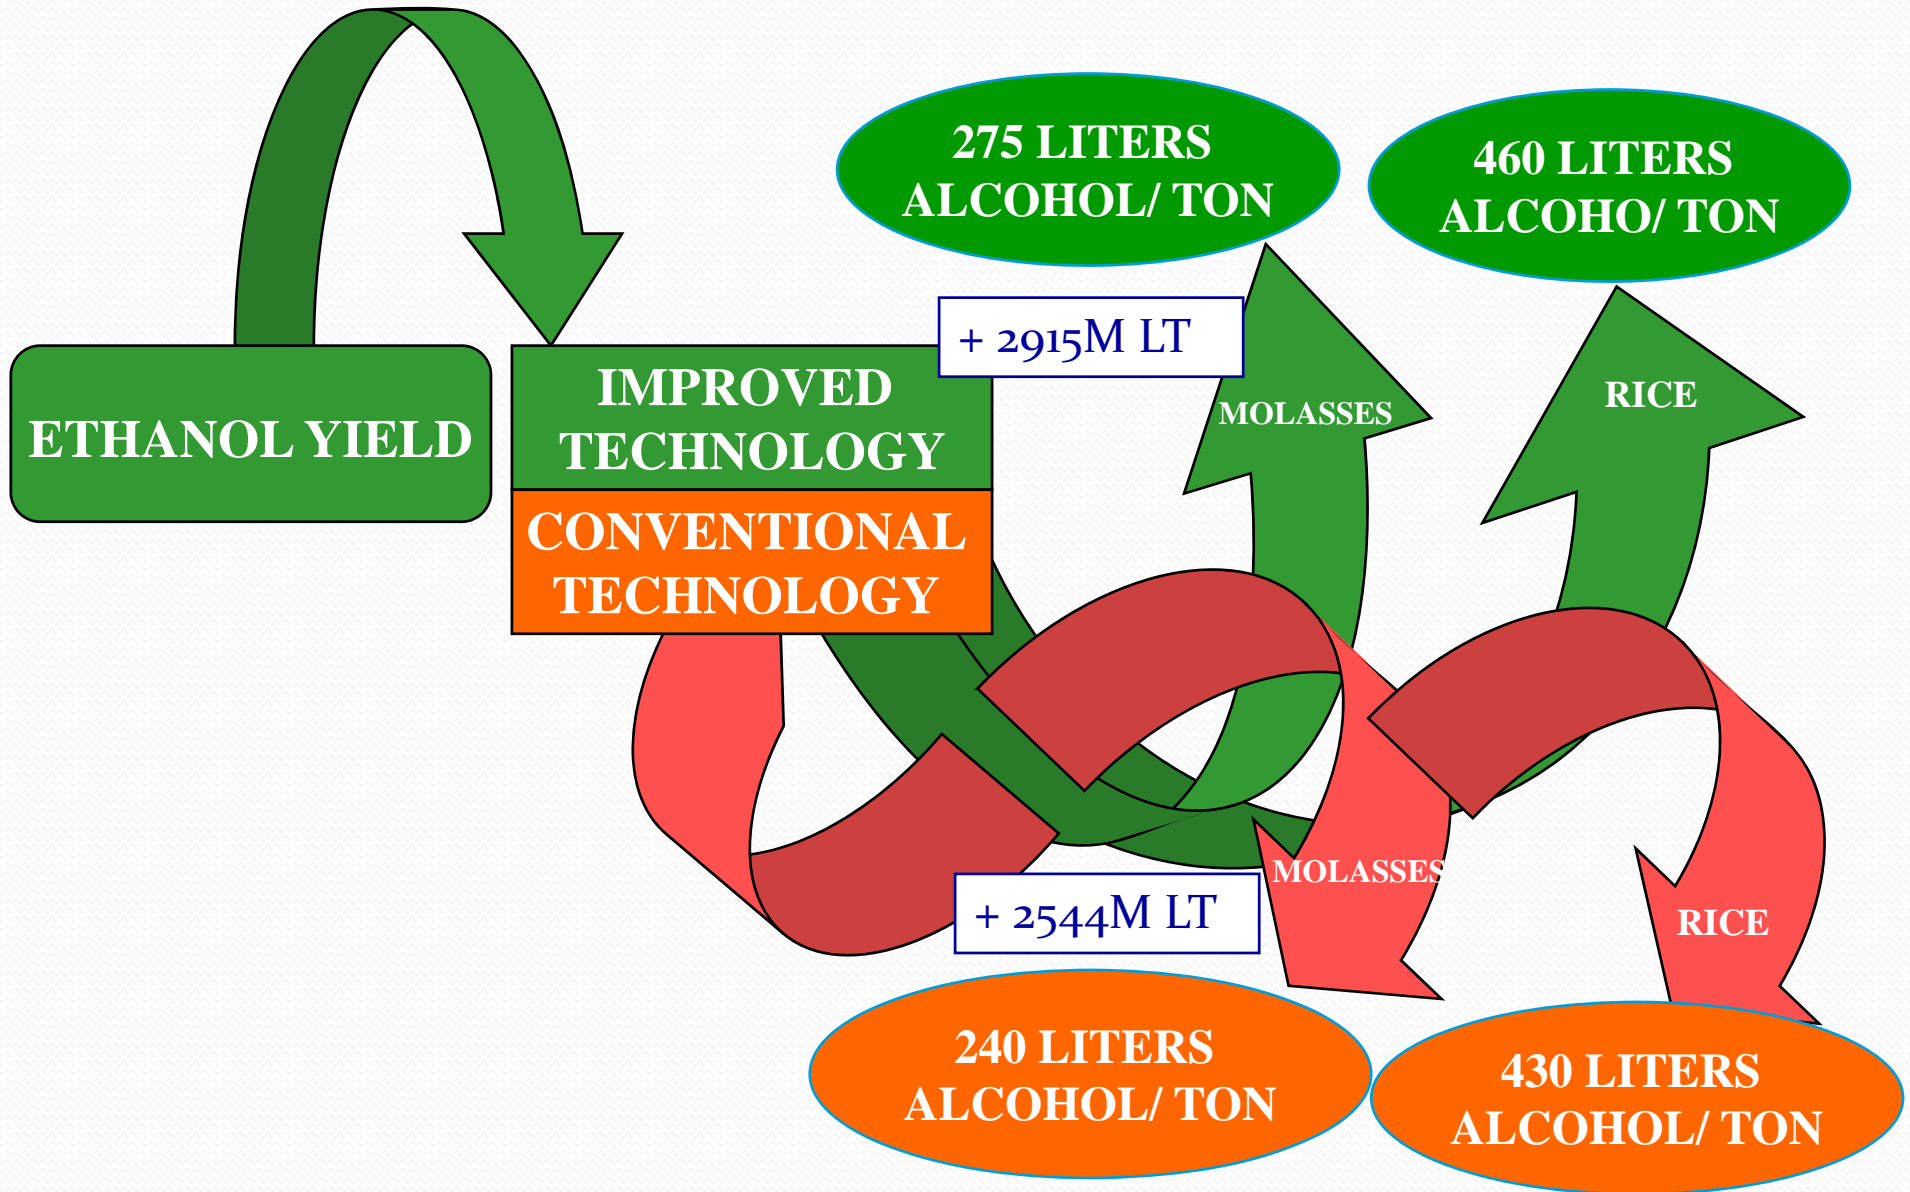 275 LITERS
ALCOHOL/ TON
460 LITERS
ALCOHO/ TON
+ 2915M LT
ETHANOL YIELD
IMPROVED
TECHNOLOGY
MOLASSES
RICE
CONVENTIONAL
TECHNOLOGY
MOLASSES
RICE
+ 2544M LT
240 LITERS
ALCOHOL/ TON
430 LITERS
ALCOHOL/ TON